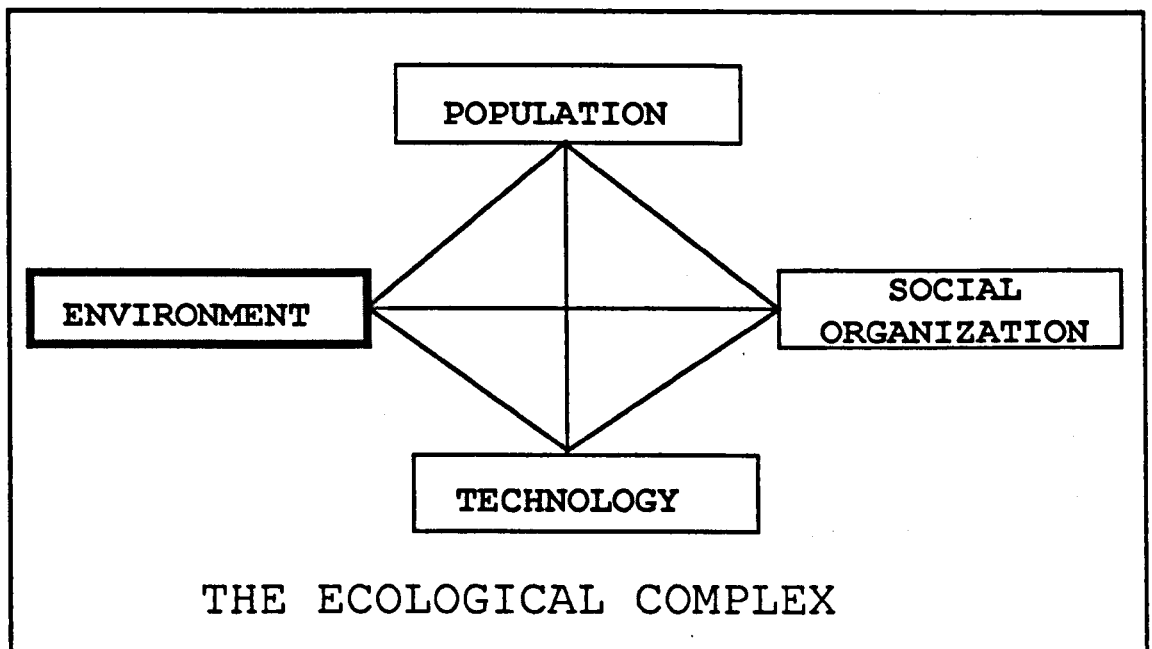 POPULATION
ENVIRONMENT
SOCIAL
ORGANIZATION
TECHNOLOGY
THE ECOLOGICAL COMPLEX